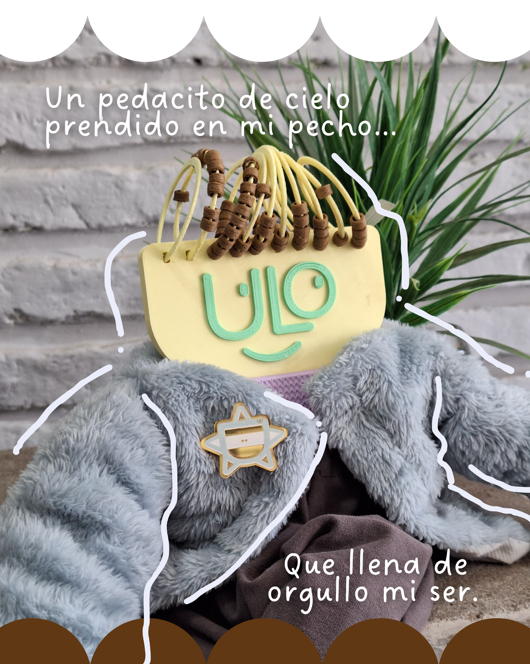 Un pedacito de cielo
prendido en mi pecho...
ULO
Que llena de
orgullo mi ser.